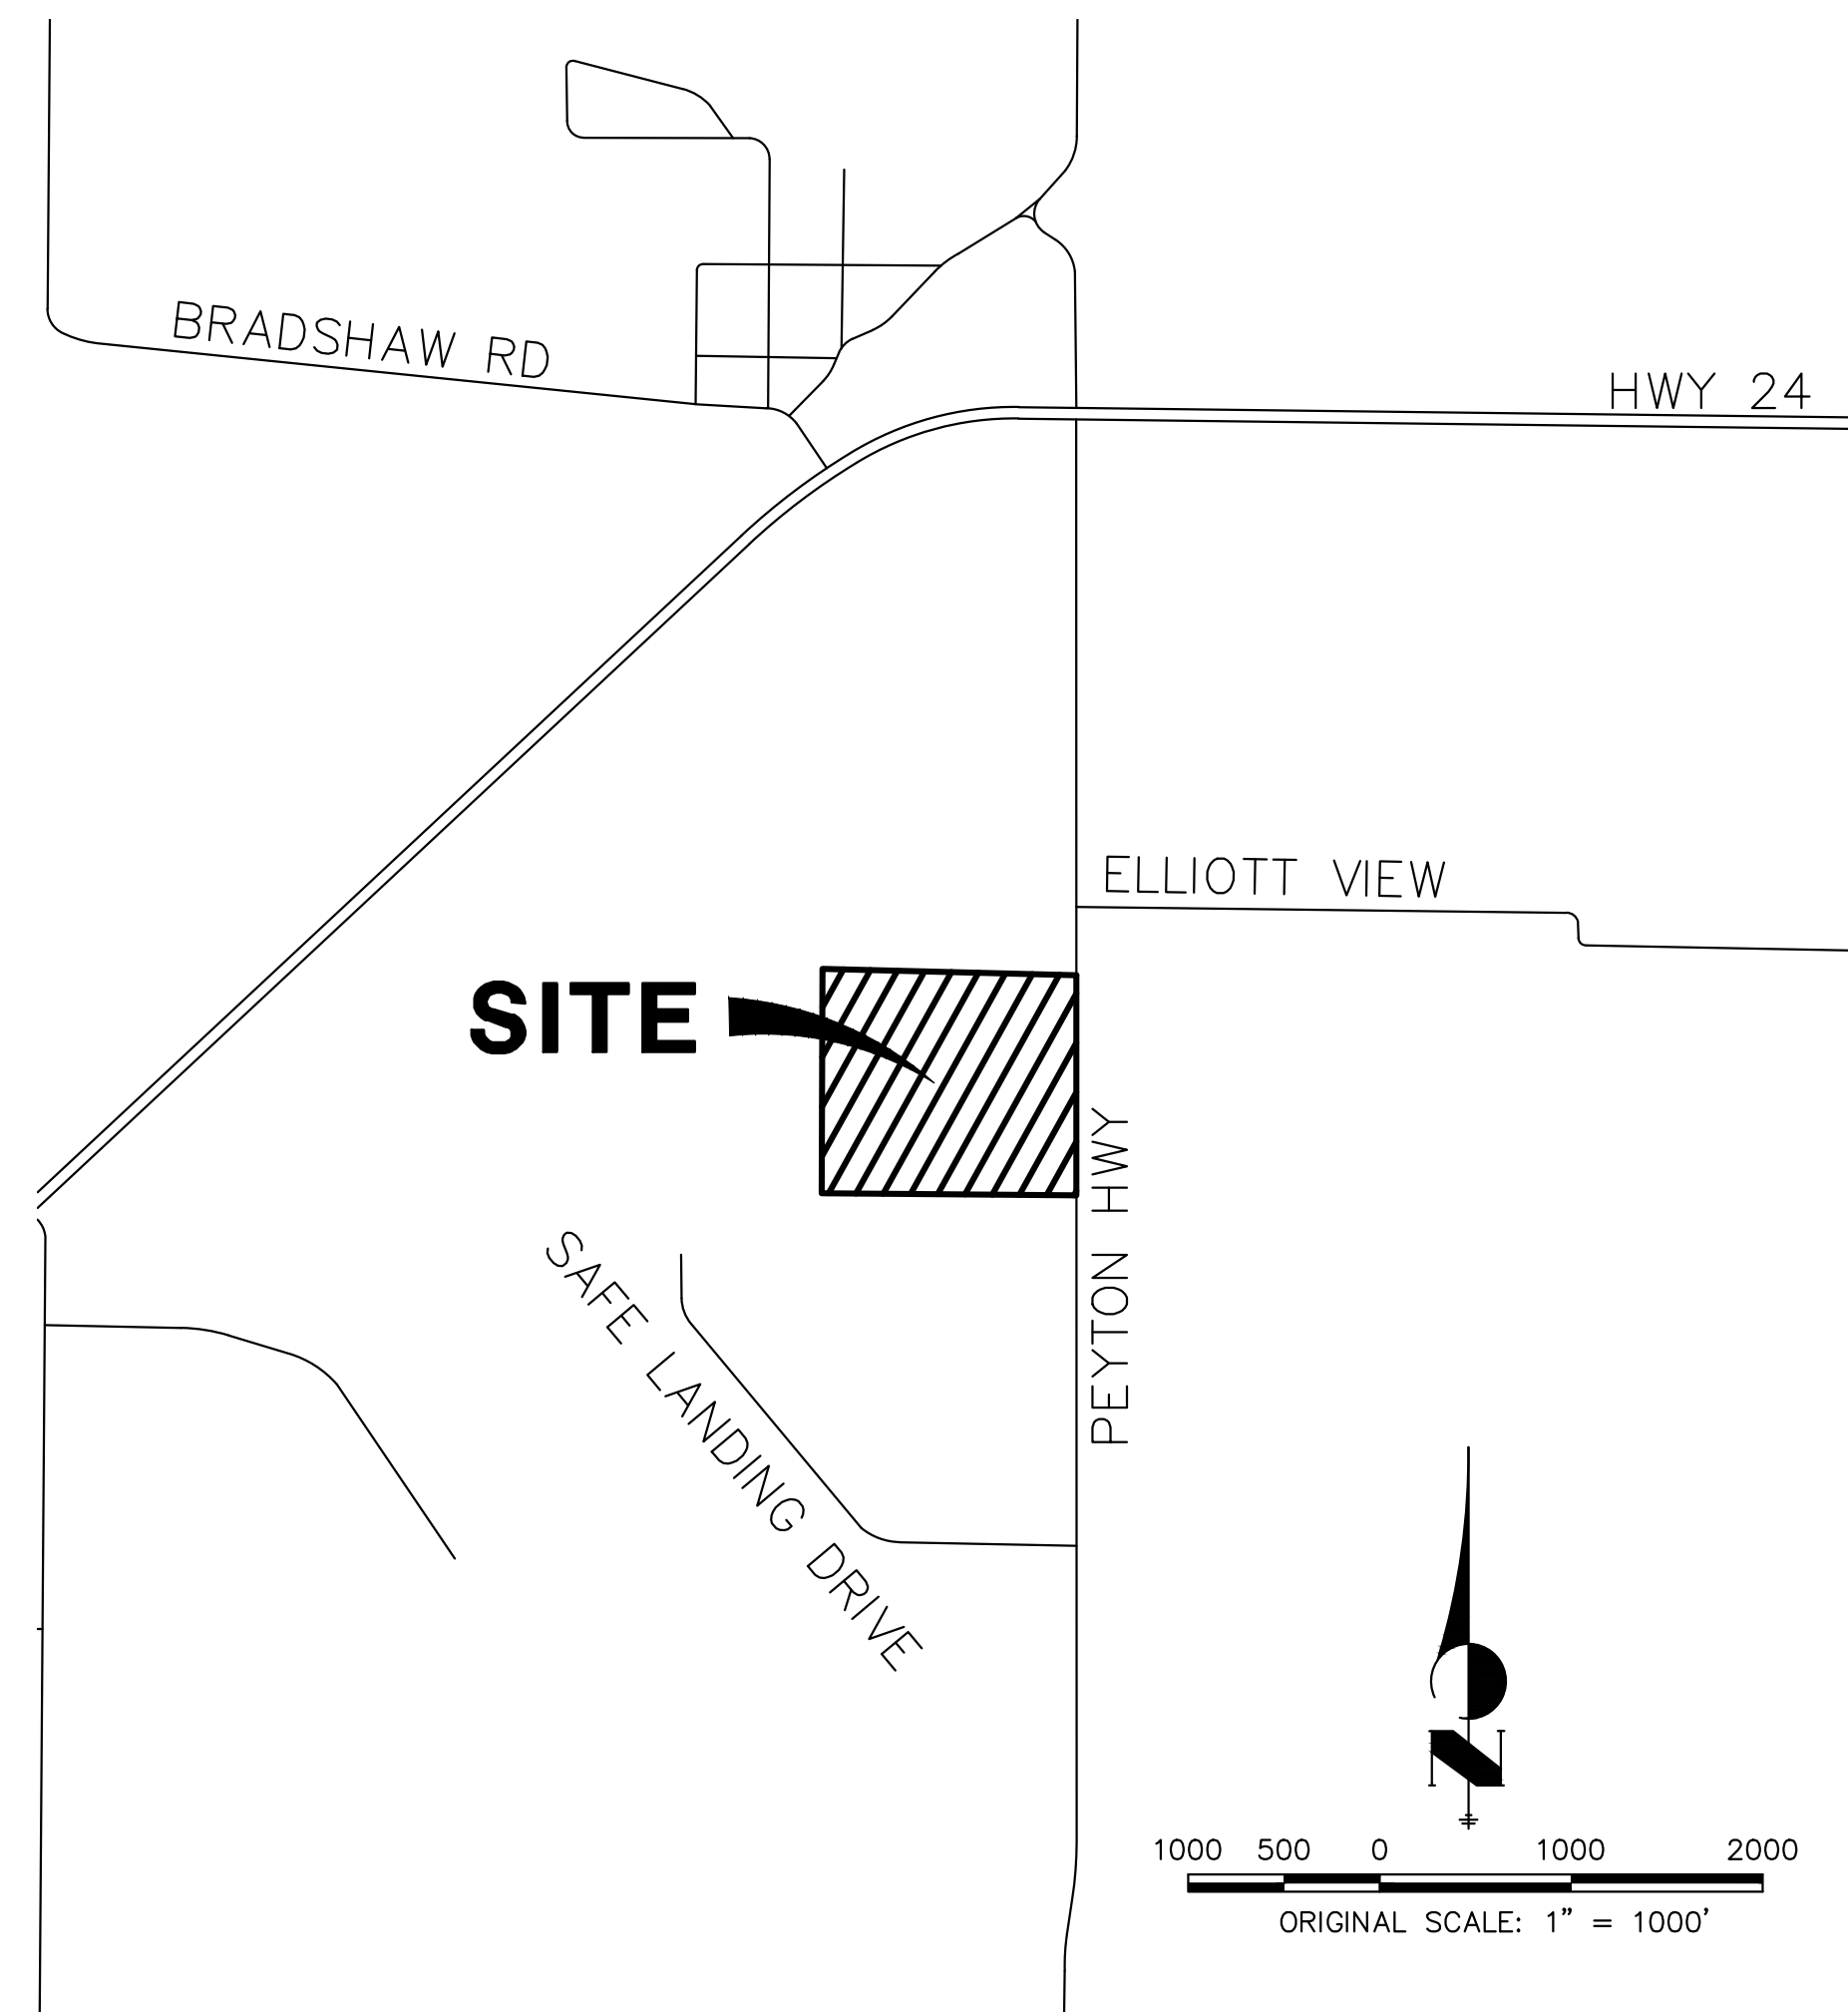 BRADSHAW RD
HWY 24
ELLIOTT VIEW
SITE
PEYTON HWY
SAFE LANDING DRIVE
N
1000 500 0 1000 2000
ORIGINAL SCALE: 1" = 1000'